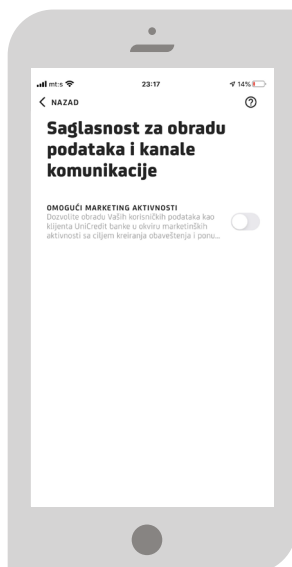 mt:s 23:17 14%
NAZAD ?
Saglasnost za obradu
podataka i kanale
komunikacije
OMOGUĆI MARKETING AKTIVNOSTI
Dozvolite obradu Vaših korisničkih podataka kao
klijenta UniCredit banke u okviru marketinških
aktivnosti sa ciljem kreiranja obaveštenja i ponu...